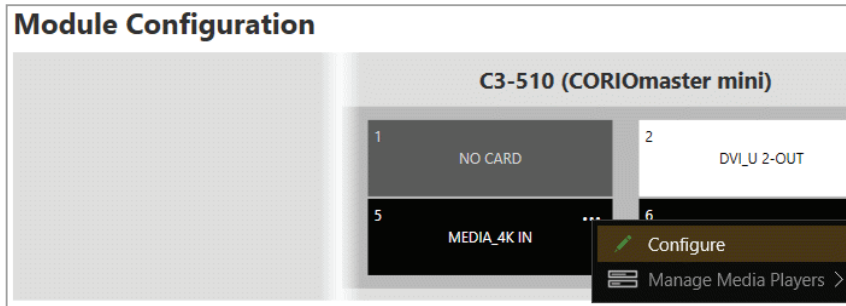 Module Configuration
C3-510 (CORIOmaster mini)
1
NO CARD
2
DVI_U 2-OUT
5
MEDIA_4K IN
...
6
Configure
Manage Media Players >